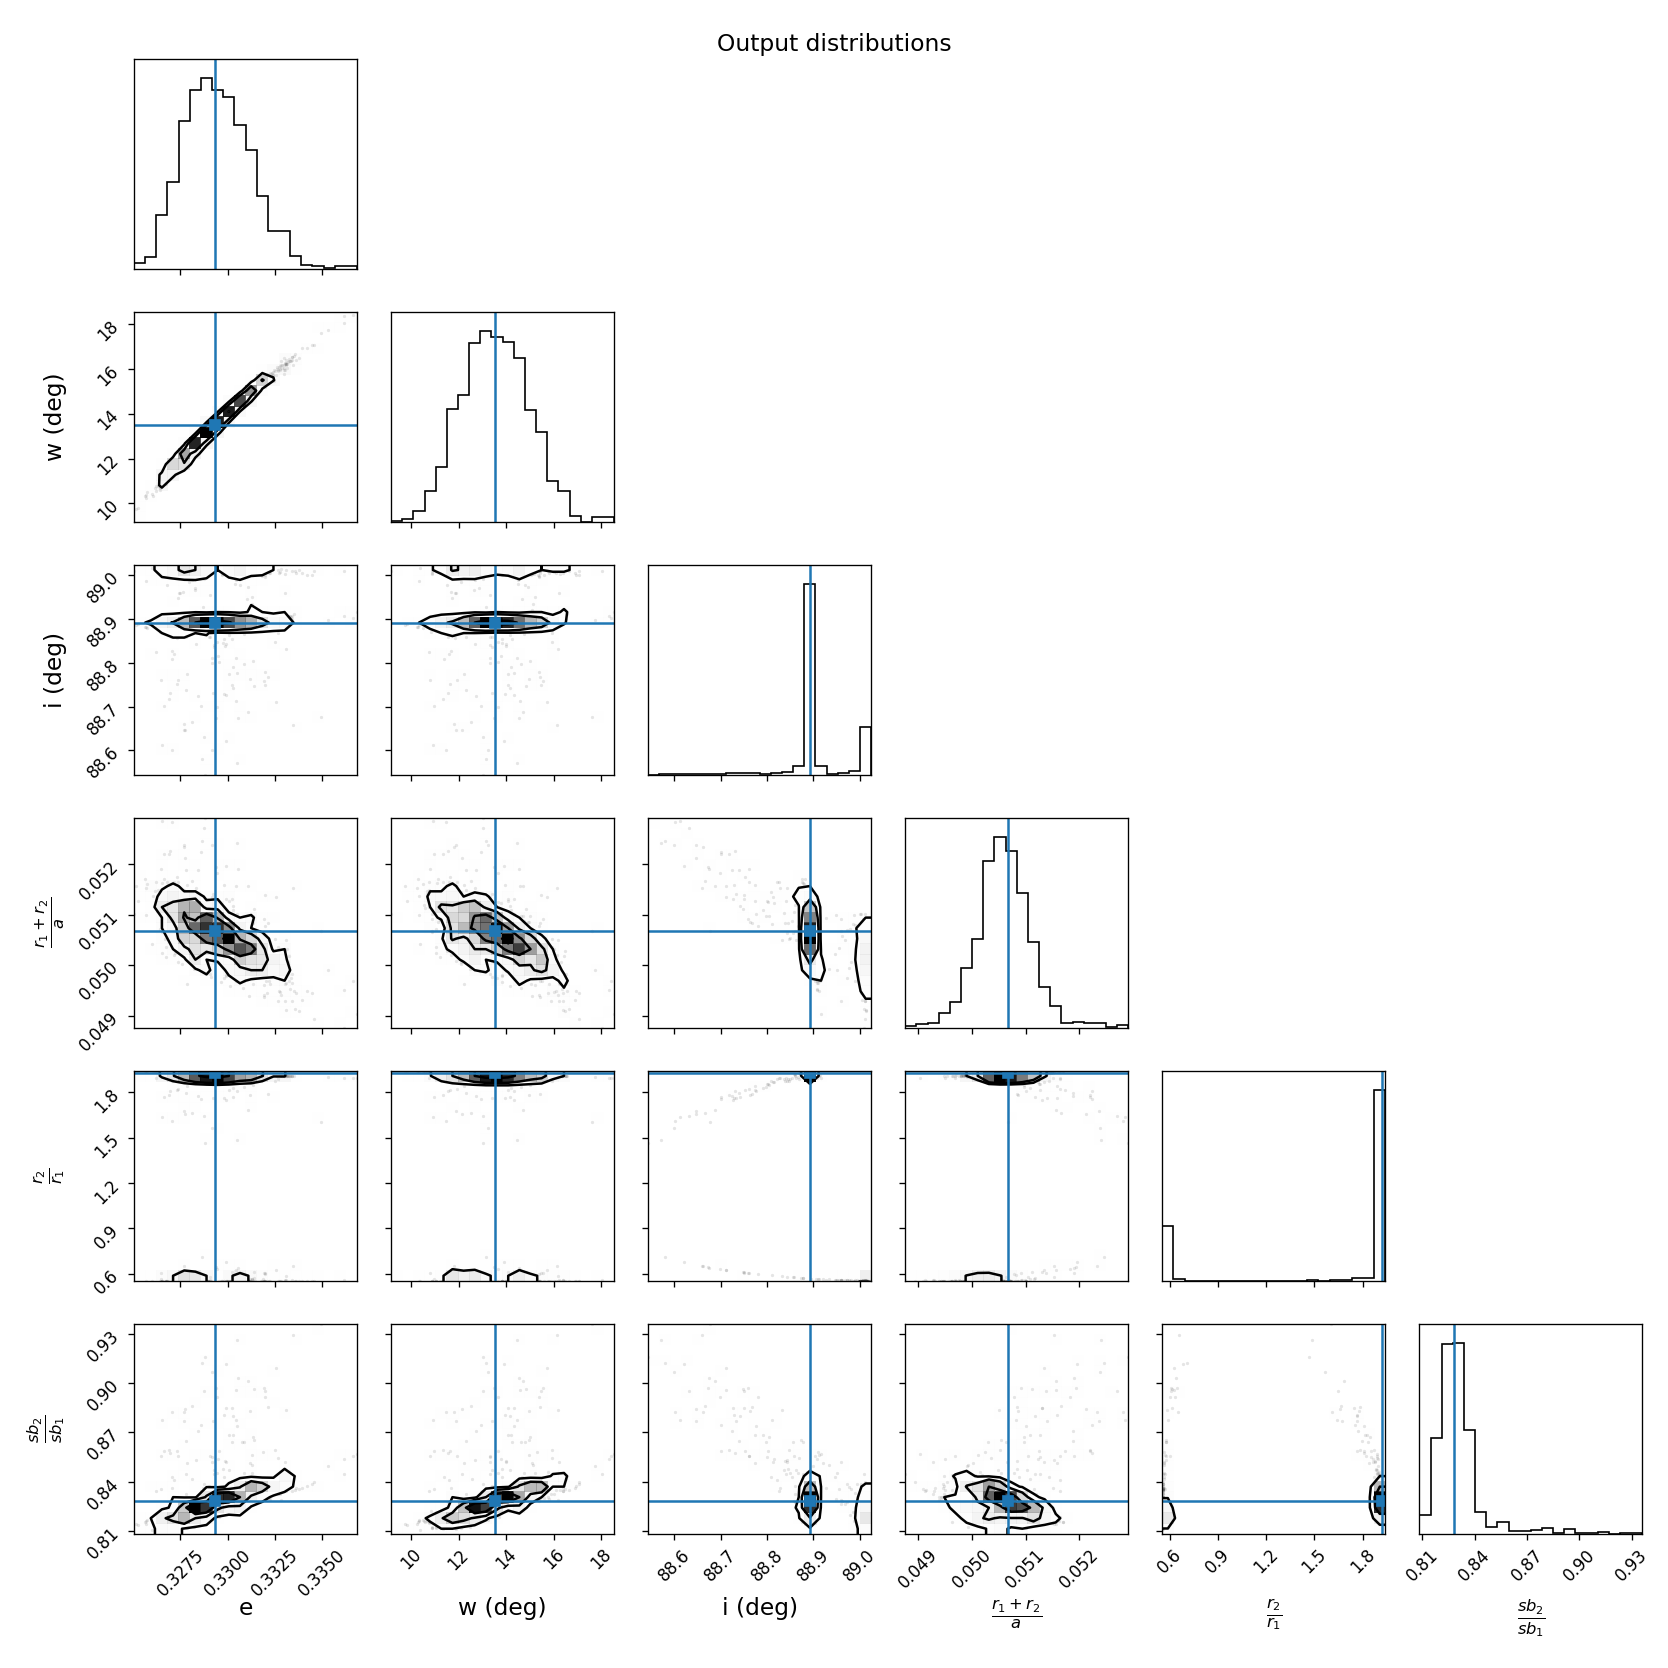 Output distributions
18
16
14
12
10
w (deg)
89.0
88.9
88.8
88.7
88.6
i (deg)
0.052
0.051
0.050
0.049
r₁ + r₂
a
1.8
1.5
1.2
0.9
0.6
r₂
r₁
0.93
0.90
0.87
0.84
0.81
sb₂
sb₁
0.3275 0.3300 0.3325 0.3350 10 12 14 16 18 88.6 88.7 88.8 88.9 89.0 0.049 0.050 0.051 0.052 0.6 0.9 1.2 1.5 1.8 0.81 0.84 0.87 0.90 0.93
e w (deg) i (deg) r₁ + r₂ r₂ sb₂
a r₁ sb₁